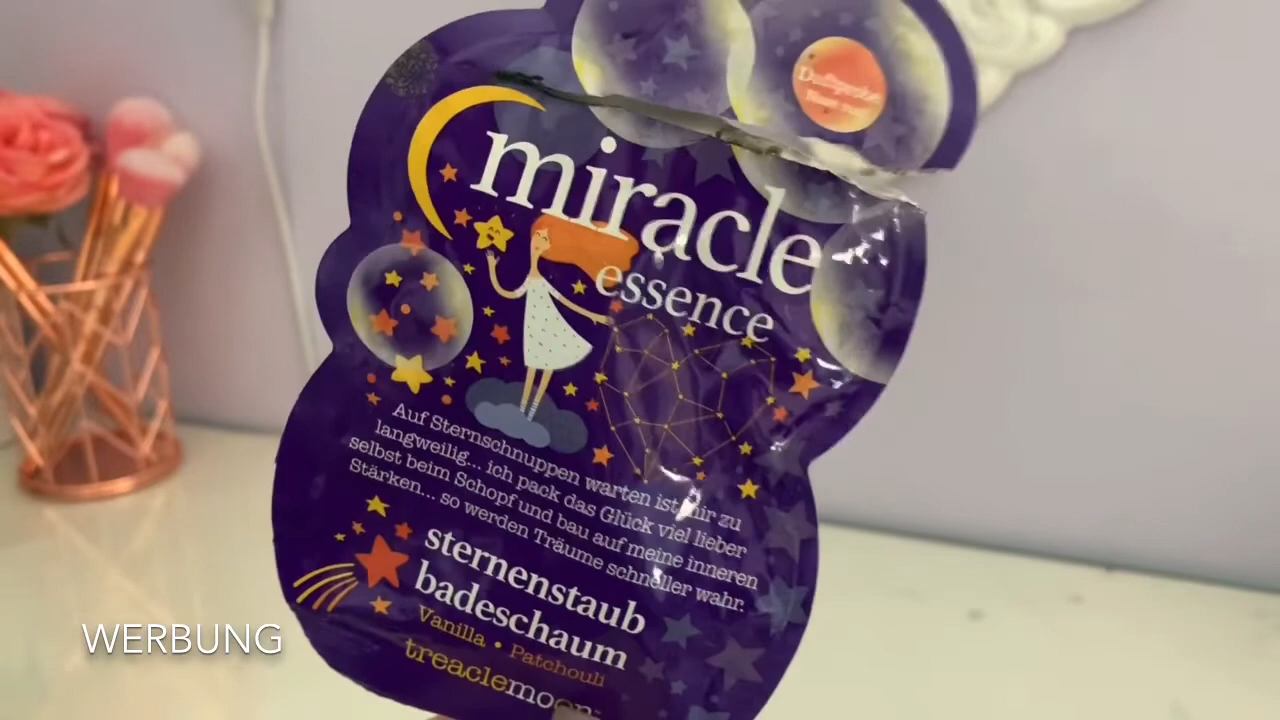 miracle
essence
Auf Sternschnuppen warten ist mir zu
langweilig... ich pack das Glück viel lieber
selbst beim Schopf und bau auf meine inneren
Stärken... so werden Träume schneller wahr.
sternenstaub
badeschaum
Vanilla • Patchouli
treaclemoon
WERBUNG